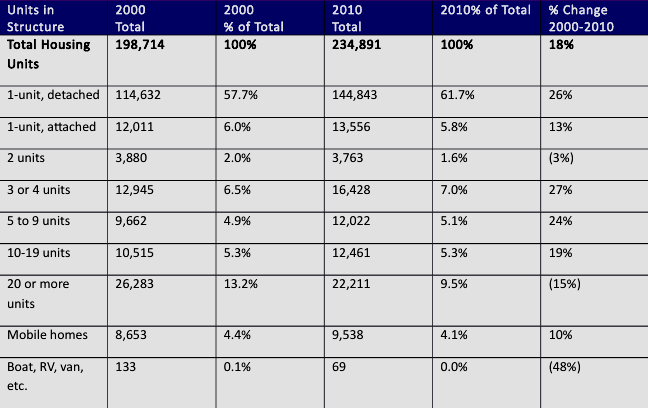 Units in Structure | 2000 Total | 2000 % of Total | 2010 Total | 2010% of Total | % Change 2000-2010
Total Housing Units | 198,714 | 100% | 234,891 | 100% | 18%
1-unit, detached | 114,632 | 57.7% | 144,843 | 61.7% | 26%
1-unit, attached | 12,011 | 6.0% | 13,556 | 5.8% | 13%
2 units | 3,880 | 2.0% | 3,763 | 1.6% | (3%)
3 or 4 units | 12,945 | 6.5% | 16,428 | 7.0% | 27%
5 to 9 units | 9,662 | 4.9% | 12,022 | 5.1% | 24%
10-19 units | 10,515 | 5.3% | 12,461 | 5.3% | 19%
20 or more units | 26,283 | 13.2% | 22,211 | 9.5% | (15%)
Mobile homes | 8,653 | 4.4% | 9,538 | 4.1% | 10%
Boat, RV, van, etc. | 133 | 0.1% | 69 | 0.0% | (48%)